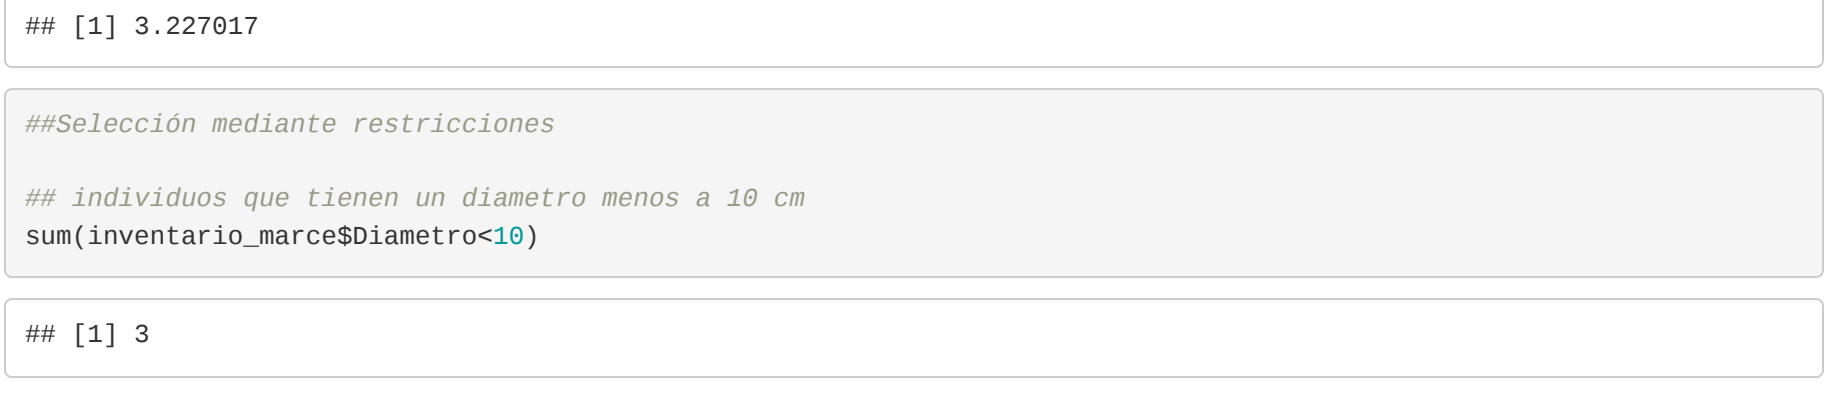 ## [1] 3.227017
##Selección mediante restricciones
## individuos que tienen un diametro menos a 10 cm
sum(inventario_marce$Diametro<10)
## [1] 3